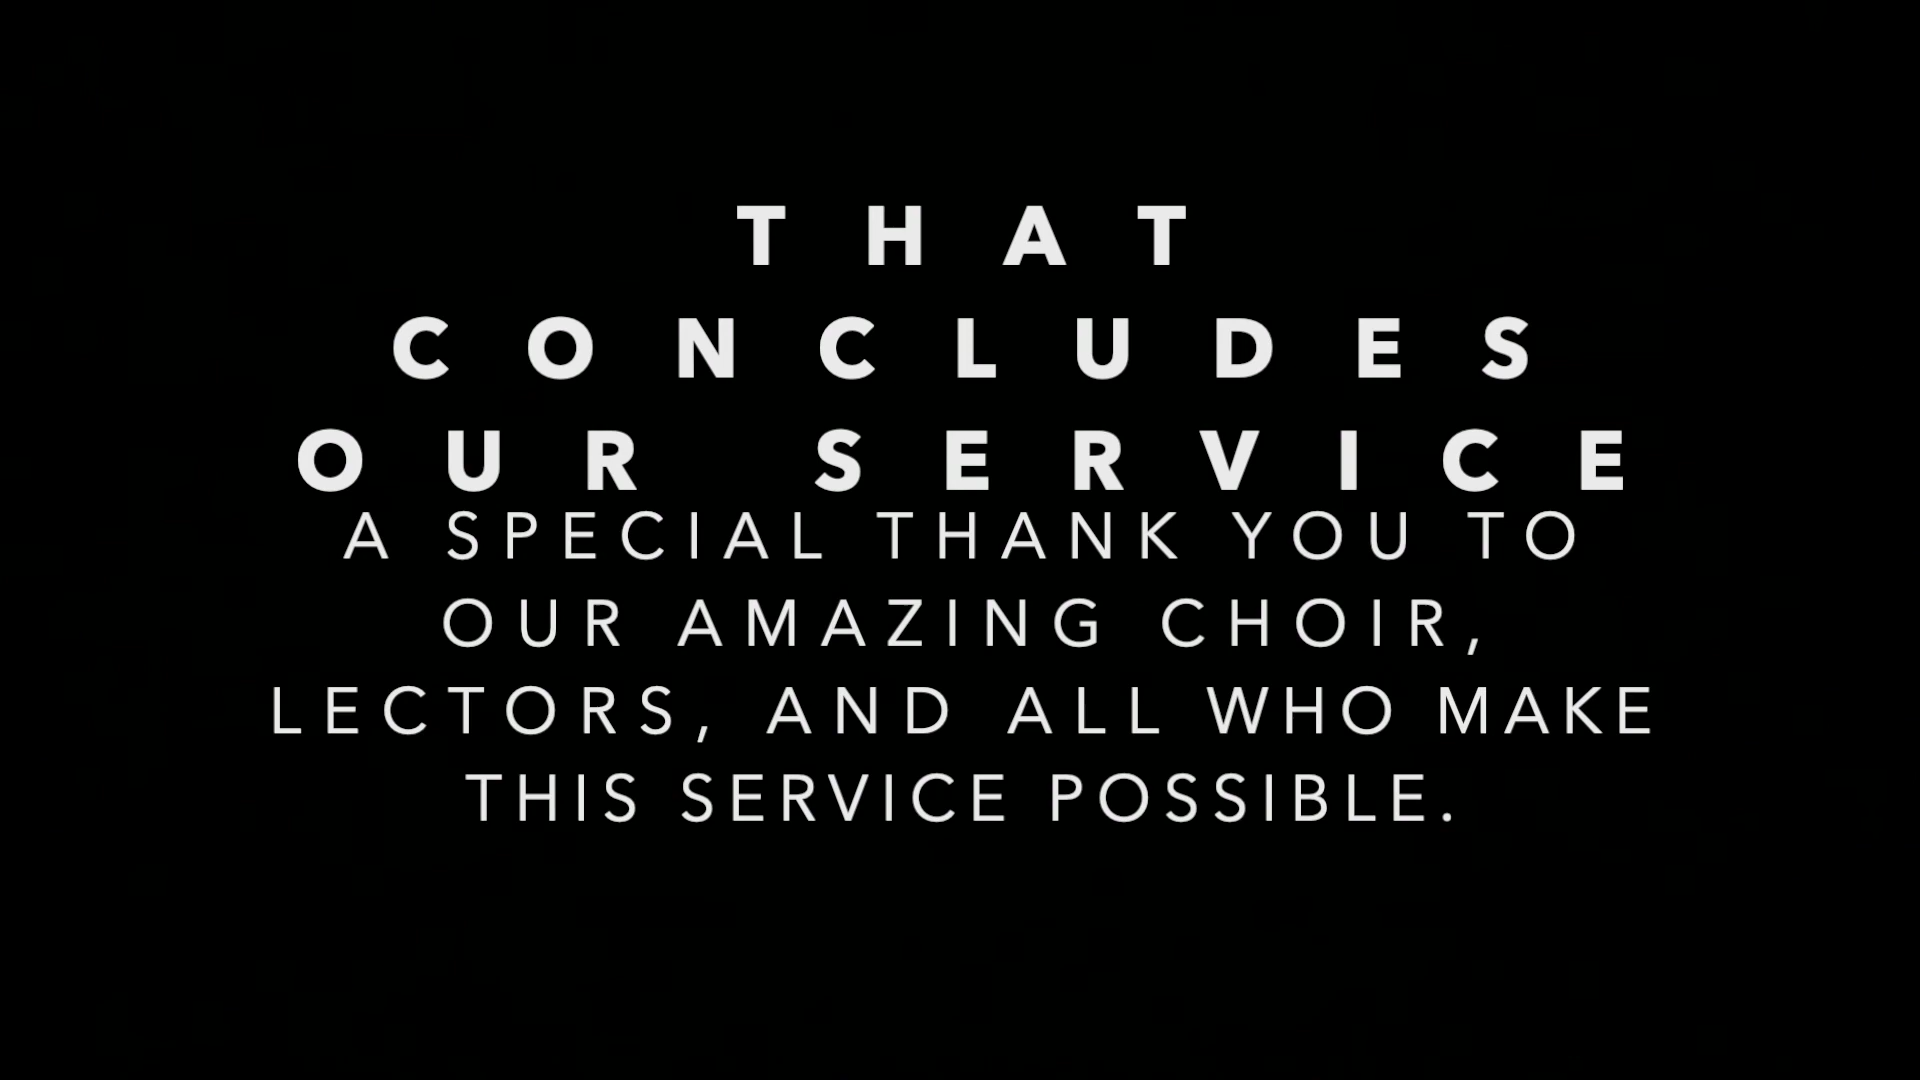 THAT
CONCLUDES
OUR SERVICE
A SPECIAL THANK YOU TO
OUR AMAZING CHOIR,
LECTORS, AND ALL WHO MAKE
THIS SERVICE POSSIBLE.